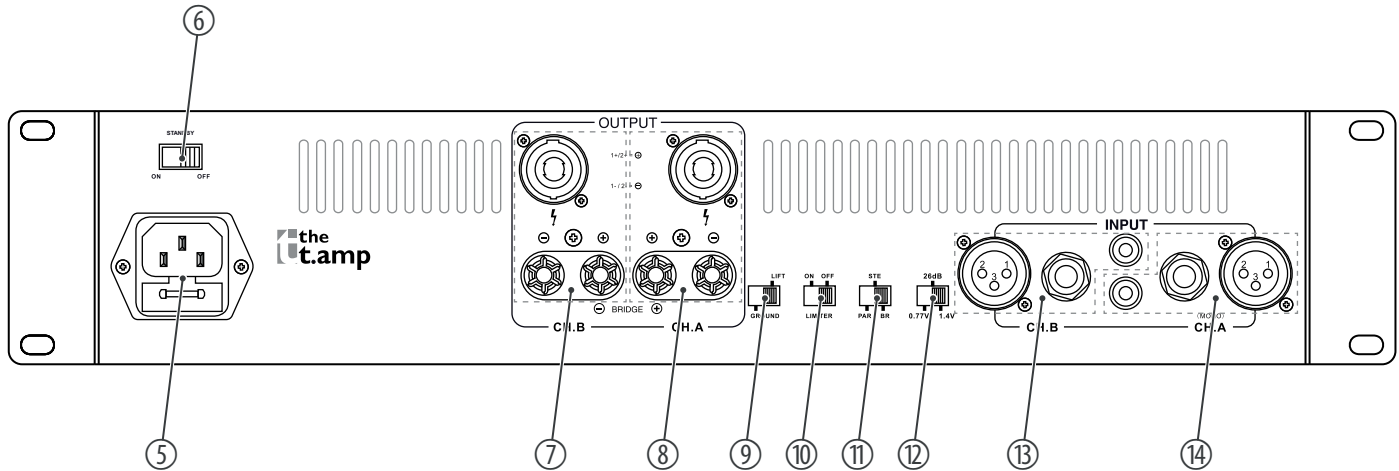 ⑥
STANDBY
ON OFF
the
t.amp
OUTPUT
1+/2+ ⊕
1-/2- ⊖
⊖ ⊕ ⊕ ⊖
⊖ BRIDGE ⊕
CH.B CH.A
LIFT
GROUND
ON OFF
LIMITER
STE
PAR BR
26dB
0.77V 1.4V
INPUT
2 1
3
2 1
3
CH.B
(MONO)
CH.A
⑤ ⑦ ⑧ ⑨ ⑩ ⑪ ⑫ ⑬ ⑭